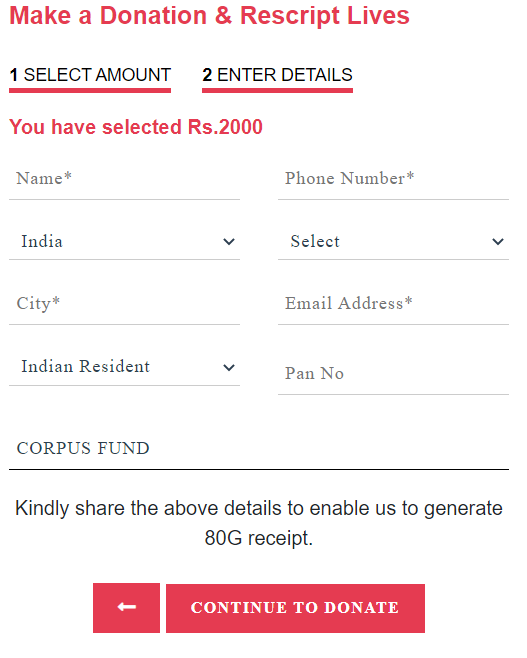 Make a Donation & Rescript Lives
1 SELECT AMOUNT 2 ENTER DETAILS
You have selected Rs.2000
Name* Phone Number*
India Select
City* Email Address*
Indian Resident Pan No
CORPUS FUND
Kindly share the above details to enable us to generate
80G receipt.
CONTINUE TO DONATE